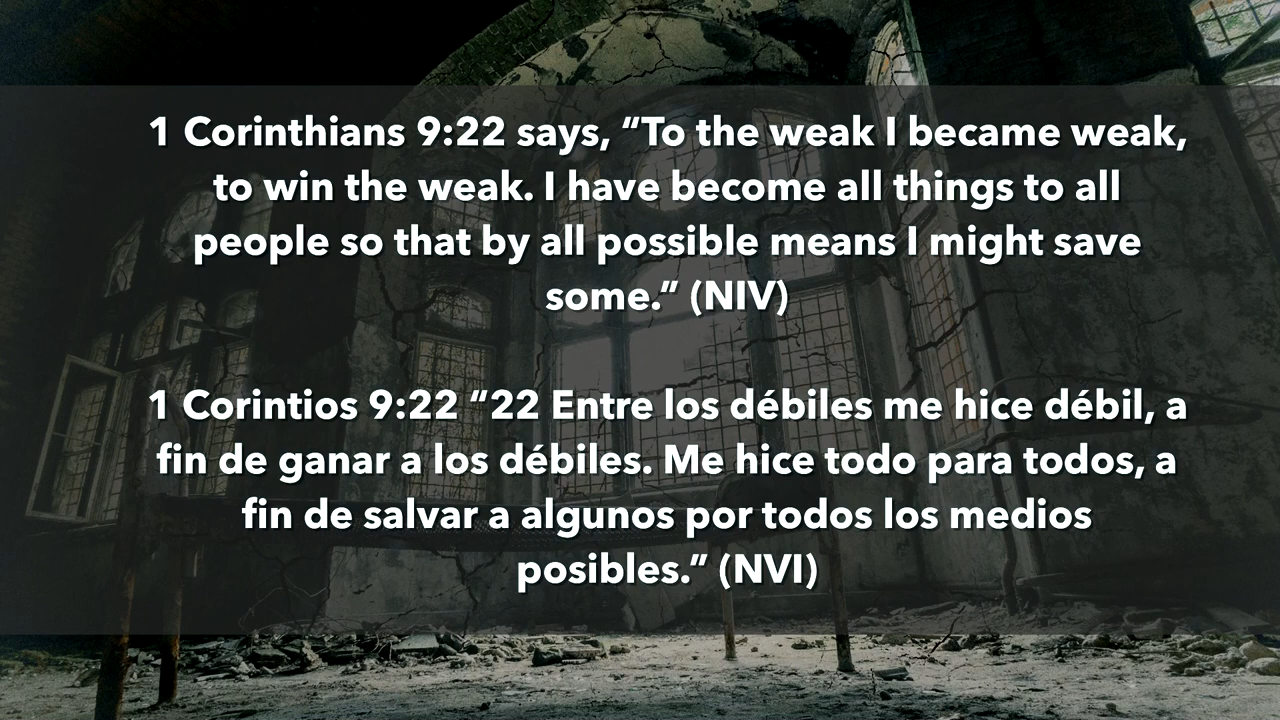 1 Corinthians 9:22 says, “To the weak I became weak,
to win the weak. I have become all things to all
people so that by all possible means I might save
some.” (NIV)
1 Corintios 9:22 “22 Entre los débiles me hice débil, a
fin de ganar a los débiles. Me hice todo para todos, a
fin de salvar a algunos por todos los medios
posibles.” (NVI)